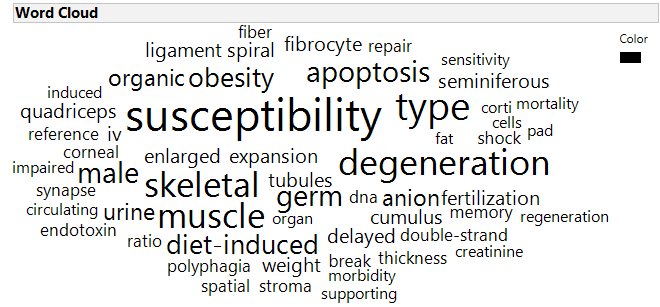 Word Cloud
Color
fiber
ligament spiral fibrocyte repair
organic obesity apoptosis sensitivity
seminiferous
induced
quadriceps susceptibility type corti mortality
cells
reference iv fat shock pad
corneal
impaired male enlarged expansion degeneration
synapse skeletal tubules
germ dna anion fertilization
circulating urine muscle organ cumulus memory regeneration
endotoxin
ratio diet-induced delayed double-strand
creatinine
polyphagia weight break thickness
morbidity
spatial stroma supporting